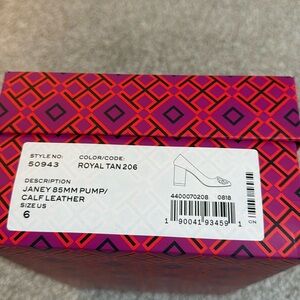 STYLE NO: COLOR/CODE:
50943 ROYAL TAN 206
DESCRIPTION
JANEY 85MM PUMP/
CALF LEATHER
SIZE US
6
4400070208 0818
1 90041 93459 1
CN